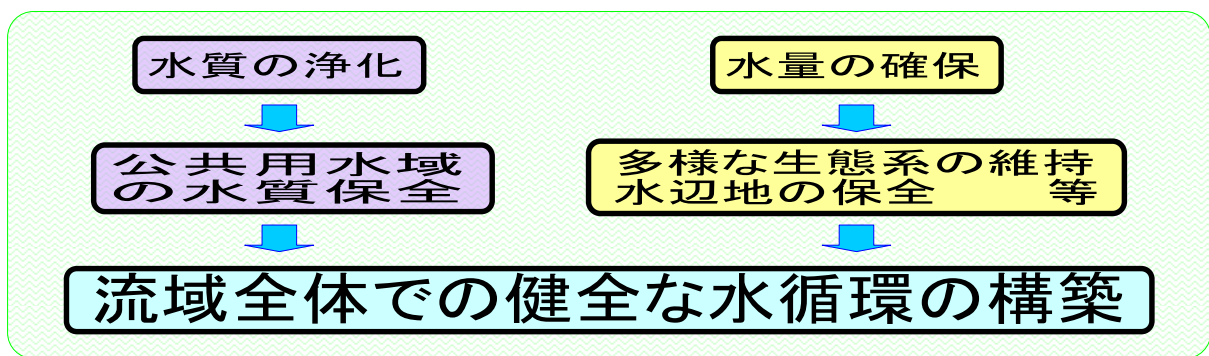 水質の浄化
水量の確保
公共用水域
の水質保全
多様な生態系の維持
水辺地の保全　　等
流域全体での健全な水循環の構築